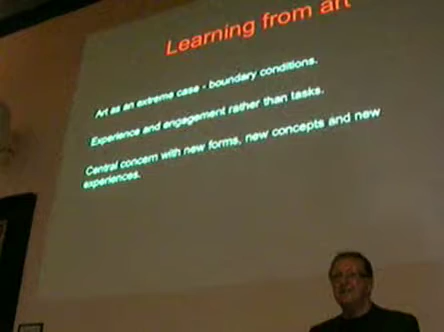 Learning from art
Art as an extreme case - boundary conditions.
Experience and engagement rather than tasks.
Central concern with new forms, new concepts and new
experiences.